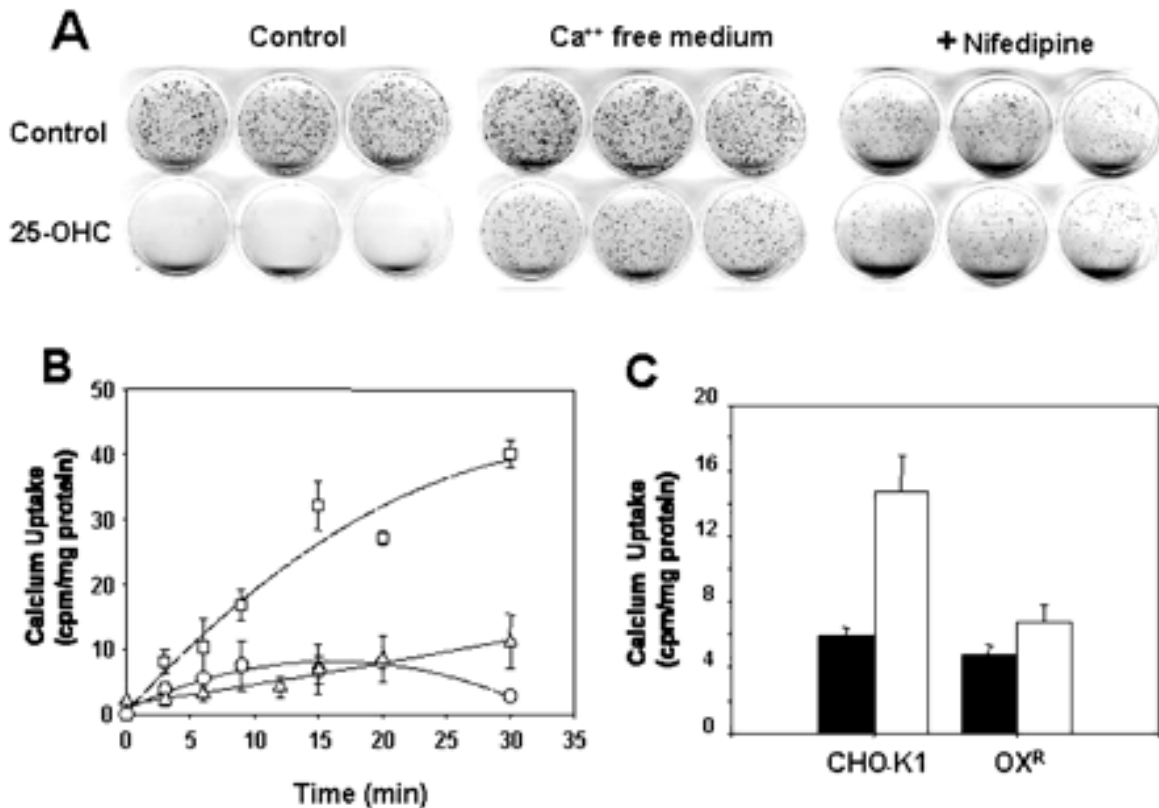 A
Control
Ca⁺⁺ free medium
+ Nifedipine
Control
25-OHC
B
50
40
30
20
10
0
Calcium Uptake
(cpm/mg protein)
0 5 10 15 20 25 30 35
Time (min)
C
20
16
12
8
4
0
Calcium Uptake
(cpm/mg protein)
CHO-K1 OXᴿ